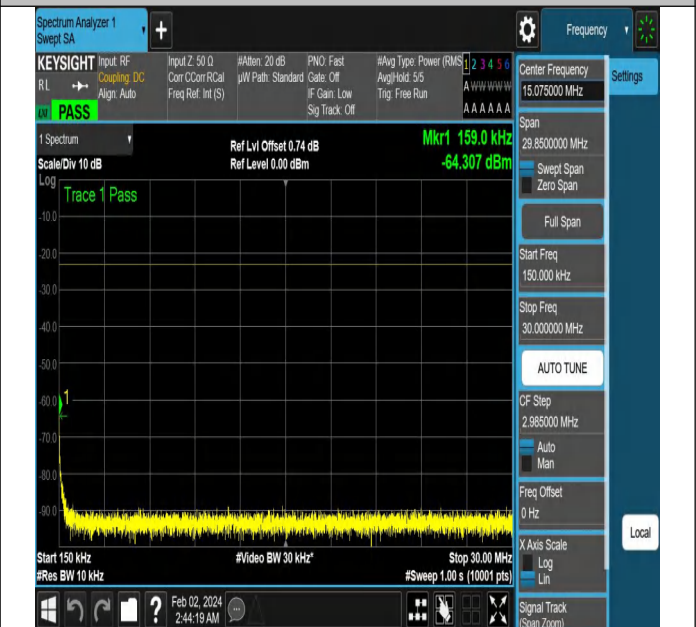 Spectrum Analyzer 1
Swept SA
+
Frequency
KEYSIGHT
RL
PASS
Input: RF
Coupling: DC
Align: Auto
Input Z: 50 Ω
Corr CCorr RCal
Freq Ref: Int (S)
#Atten: 20 dB
µW Path: Standard
PNO: Fast
Gate: Off
IF Gain: Low
Sig Track: Off
#Avg Type: Power (RMS
Avg|Hold: 5/5
Trig: Free Run
1 2 3 4 5 6
A W W W W W
A A A A A A
1 Spectrum
Scale/Div 10 dB
Ref Lvl Offset 0.74 dB
Ref Level 0.00 dBm
Mkr1 159.0 kHz
-64.307 dBm
Log
Trace 1 Pass
-10.0
-20.0
-30.0
-40.0
-50.0
-60.0
1
-70.0
-80.0
-90.0
Start 150 kHz
#Res BW 10 kHz
#Video BW 30 kHz*
Stop 30.00 MHz
#Sweep 1.00 s (10001 pts)
?
Feb 02, 2024
2:44:19 AM
Center Frequency
15.075000 MHz
Settings
Span
29.8500000 MHz
Swept Span
Zero Span
Full Span
Start Freq
150.000 kHz
Stop Freq
30.000000 MHz
AUTO TUNE
CF Step
2.985000 MHz
Auto
Man
Freq Offset
0 Hz
X Axis Scale
Log
Lin
Local
Signal Track
(Span Zoom)